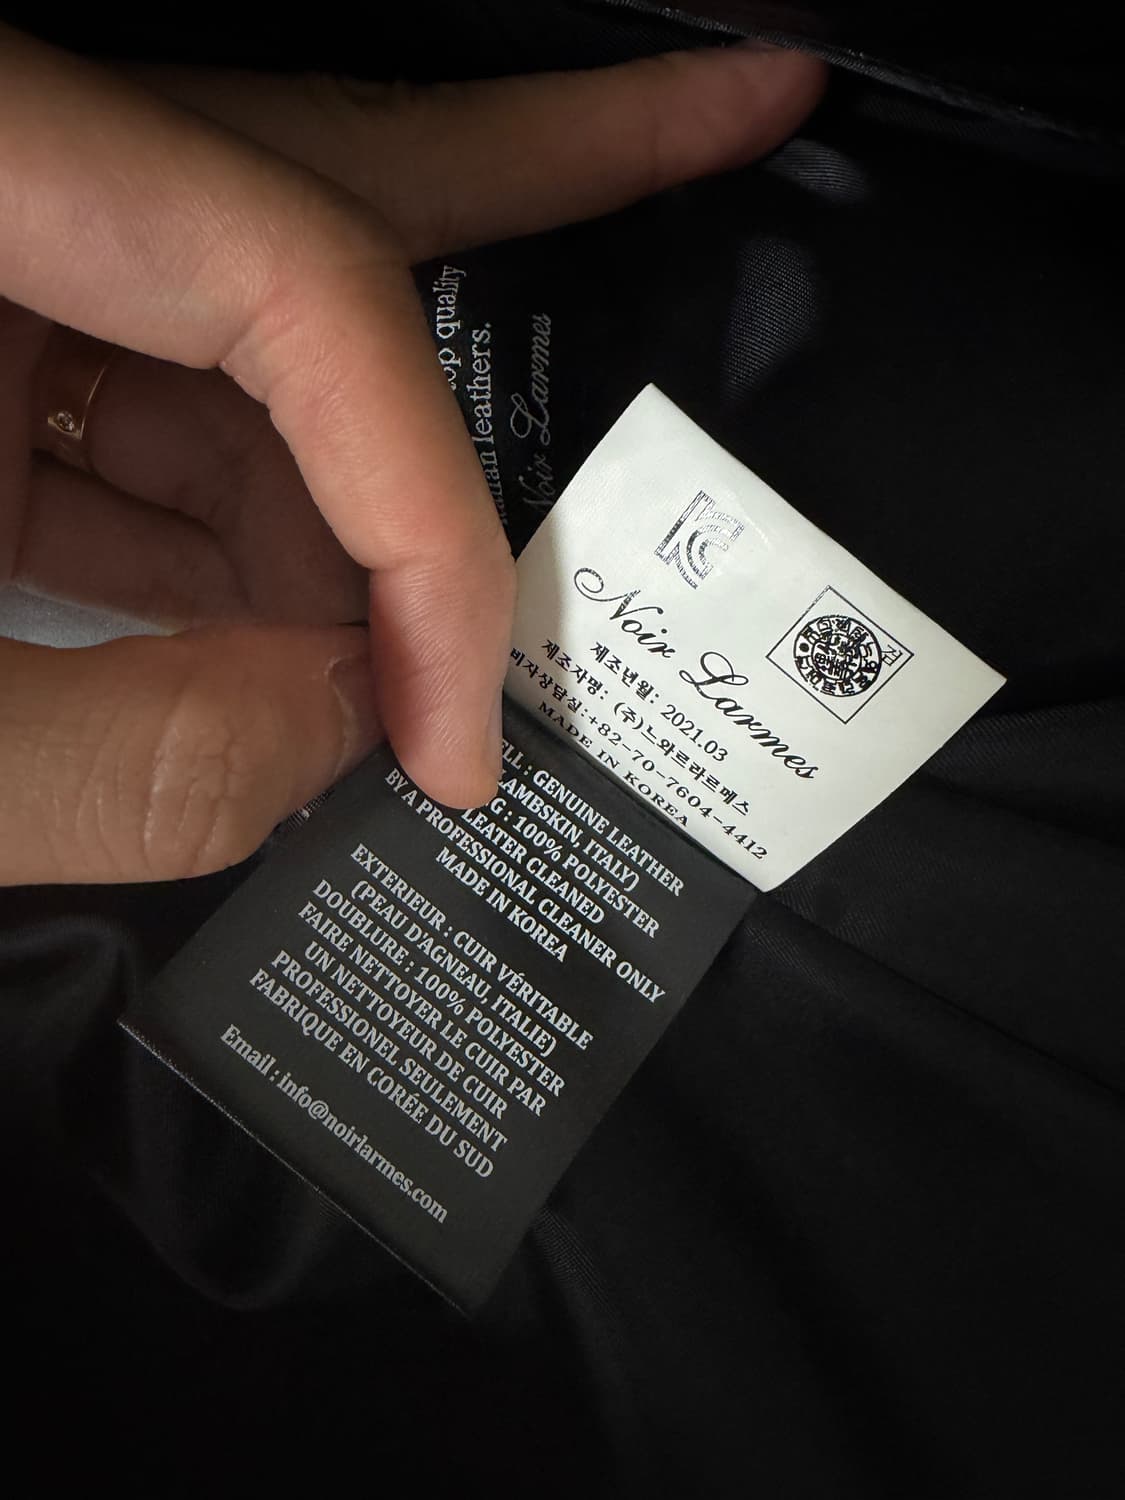 top quality
leathers.
Noir Larmes
KC
Noir Larmes
검
제조년월: 2021.03
제조자명: (주)느와르라르메스
비자상담실:+82-70-7604-4412
MADE IN KOREA
GENUINE LEATHER
LAMBSKIN, ITALY)
100% POLYESTER
LEATER CLEANED
BY A PROFESSIONAL CLEANER ONLY
MADE IN KOREA
EXTERIEUR : CUIR VÉRITABLE
(PEAU D'AGNEAU, ITALIE)
DOUBLURE : 100% POLYESTER
FAIRE NETTOYER LE CUIR PAR
UN NETTOYEUR DE CUIR
PROFESSIONEL SEULEMENT
FABRIQUE EN CORÉE DU SUD
Email : info@noirlarmes.com